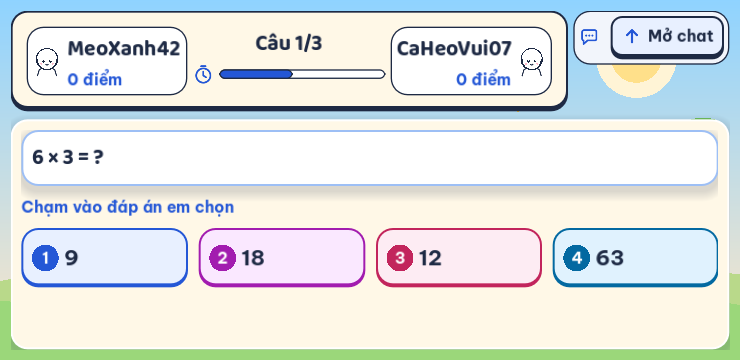 MeoXanh42
0 điểm
Câu 1/3
CaHeoVui07
0 điểm
Mở chat
6 × 3 = ?
Chạm vào đáp án em chọn
1 9
2 18
3 12
4 63